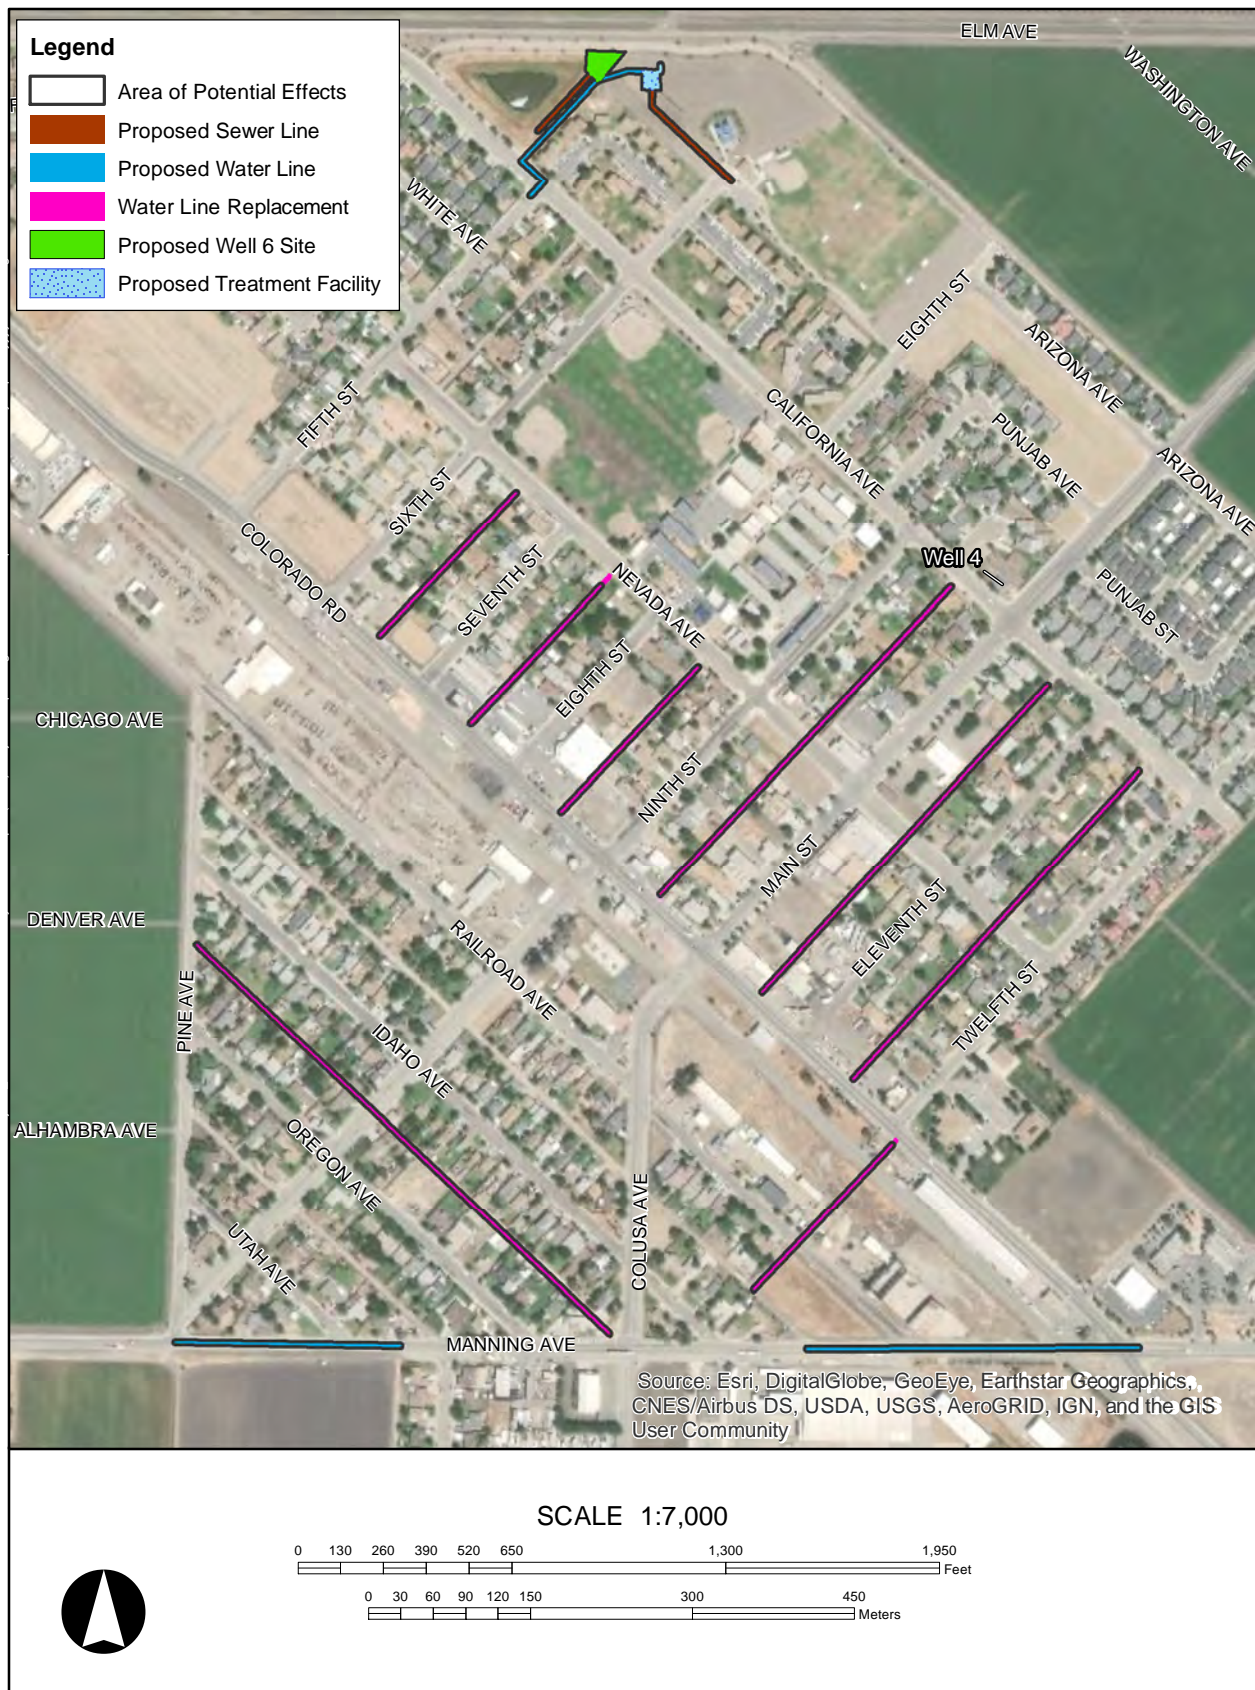 Legend
Area of Potential Effects
Proposed Sewer Line
Proposed Water Line
Water Line Replacement
Proposed Well 6 Site
Proposed Treatment Facility
ELM AVE
WASHINGTON AVE
WHITE AVE
EIGHTH ST
ARIZONA AVE
FIFTH ST
CALIFORNIA AVE
PUNJAB AVE
ARIZONA AVE
SIXTH ST
COLORADO RD
SEVENTH ST
NEVADA AVE
Well 4
PUNJAB ST
EIGHTH ST
CHICAGO AVE
NINTH ST
MAIN ST
DENVER AVE
ELEVENTH ST
RAILROAD AVE
PINE AVE
TWELFTH ST
IDAHO AVE
ALHAMBRA AVE
OREGON AVE
COLUSA AVE
UTAH AVE
MANNING AVE
Source: Esri, DigitalGlobe, GeoEye, Earthstar Geographics,
CNES/Airbus DS, USDA, USGS, AeroGRID, IGN, and the GIS
User Community
SCALE 1:7,000
0 130 260 390 520 650 1,300 1,950
Feet
0 30 60 90 120 150 300 450
Meters